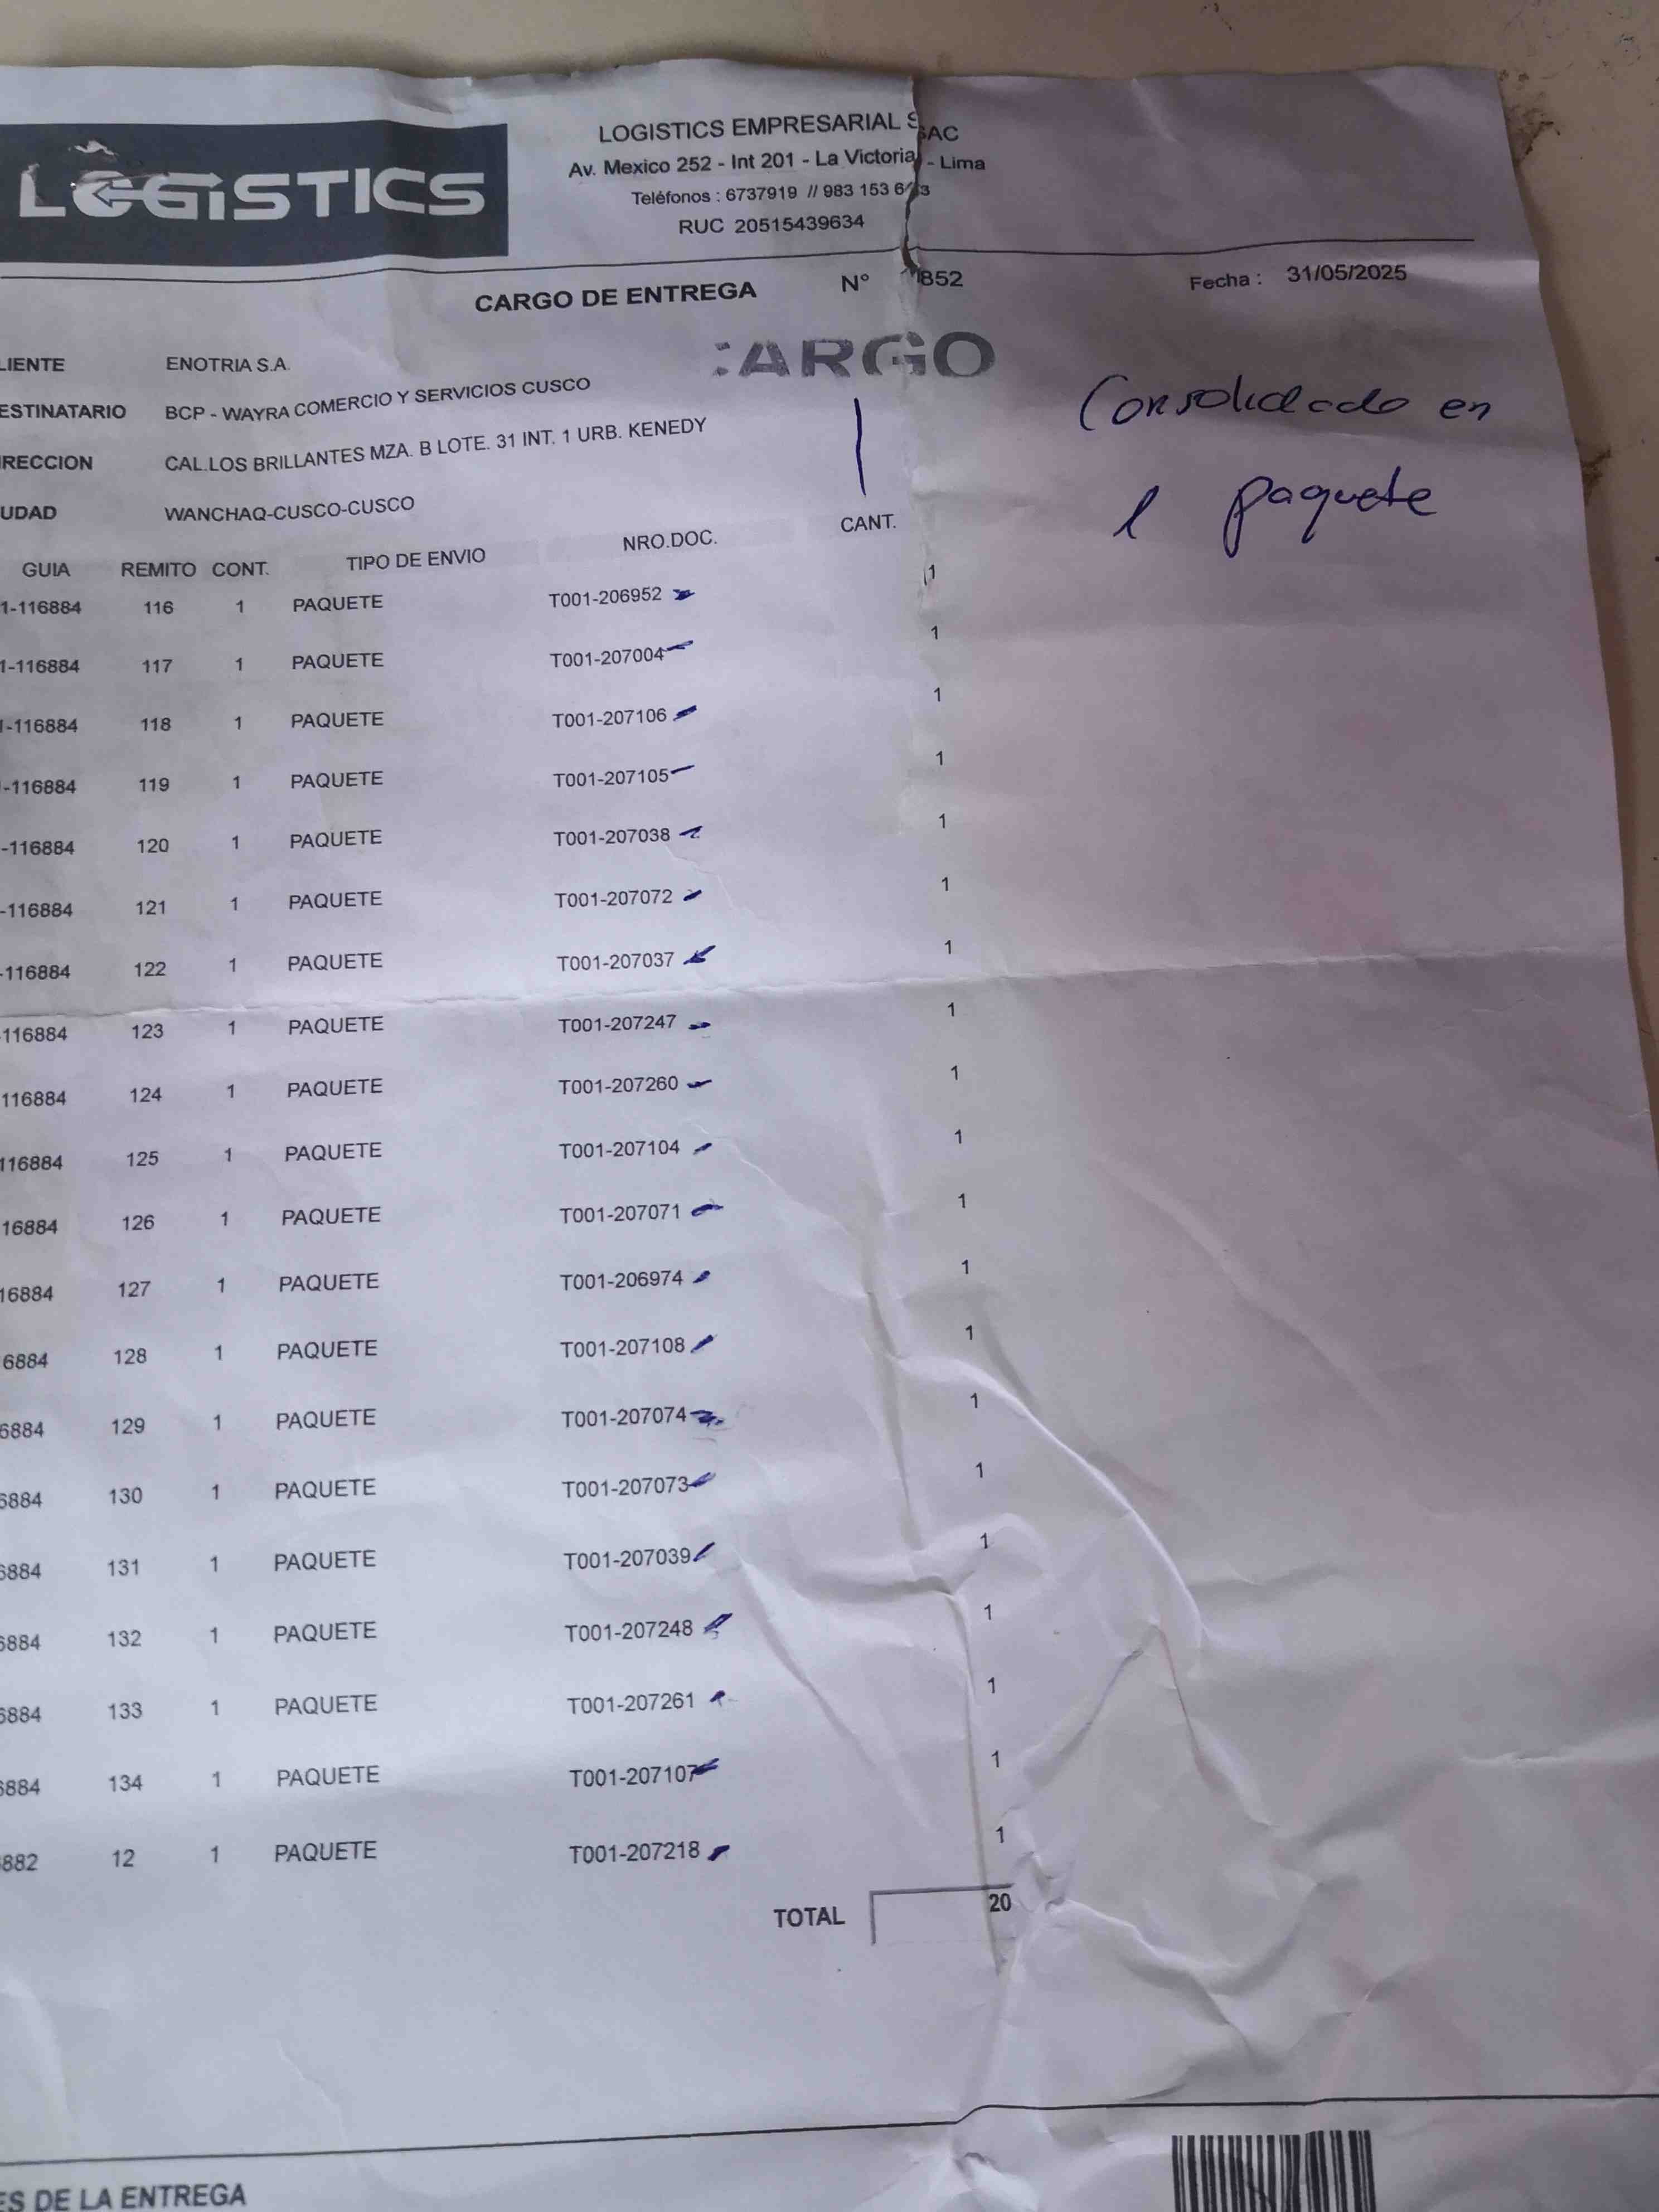 LOGISTICS
LOGISTICS EMPRESARIAL SAC
Av. Mexico 252 - Int 201 - La Victoria - Lima
Teléfonos : 6737919 // 983 153
RUC 20515439634
CARGO DE ENTREGA N° 852 Fecha : 31/05/2025
CARGO
LIENTE ENOTRIA S.A.
ESTINATARIO BCP - WAYRA COMERCIO Y SERVICIOS CUSCO
IRECCION CAL.LOS BRILLANTES MZA. B LOTE. 31 INT. 1 URB. KENEDY
UDAD WANCHAQ-CUSCO-CUSCO
Consolidado en
1 paquete
GUIA REMITO CONT. TIPO DE ENVIO NRO.DOC. CANT.
1-116884 116 1 PAQUETE T001-206952 1
1-116884 117 1 PAQUETE T001-207004 1
-116884 118 1 PAQUETE T001-207106 1
-116884 119 1 PAQUETE T001-207105 1
-116884 120 1 PAQUETE T001-207038 1
-116884 121 1 PAQUETE T001-207072 1
-116884 122 1 PAQUETE T001-207037 1
116884 123 1 PAQUETE T001-207247 1
116884 124 1 PAQUETE T001-207260 1
116884 125 1 PAQUETE T001-207104 1
16884 126 1 PAQUETE T001-207071 1
16884 127 1 PAQUETE T001-206974 1
6884 128 1 PAQUETE T001-207108 1
6884 129 1 PAQUETE T001-207074 1
6884 130 1 PAQUETE T001-207073 1
6884 131 1 PAQUETE T001-207039 1
6884 132 1 PAQUETE T001-207248 1
6884 133 1 PAQUETE T001-207261 1
6884 134 1 PAQUETE T001-207107 1
882 12 1 PAQUETE T001-207218 1
TOTAL 20
ES DE LA ENTREGA